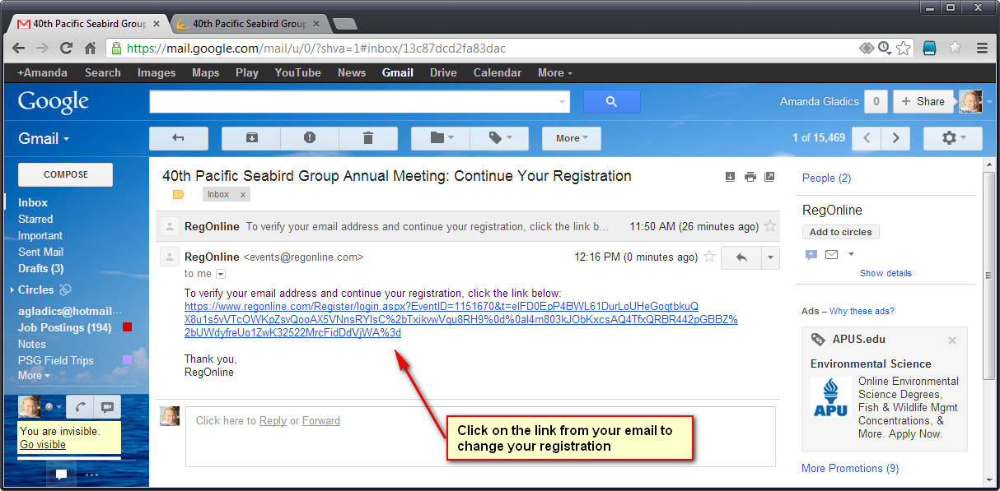 40th Pacific Seabird Group
40th Pacific Seabird Group
https://mail.google.com/mail/u/0/?shva=1#inbox/13c87dcd2fa83dac
+Amanda Search Images Maps Play YouTube News Gmail Drive Calendar More
Google
Amanda Gladics 0 + Share
Gmail
More
1 of 15,469
COMPOSE
Inbox
Starred
Important
Sent Mail
Drafts (3)
Circles
agladics@hotmail...
Job Postings (194)
Notes
PSG Field Trips
More
You are invisible.
Go visible
40th Pacific Seabird Group Annual Meeting: Continue Your Registration
Inbox x
RegOnline To verify your email address and continue your registration, click the link b... 11:50 AM (26 minutes ago)
RegOnline <events@regonline.com> 12:16 PM (0 minutes ago)
to me
To verify your email address and continue your registration, click the link below:
https://www.regonline.com/Register/login.aspx?EventID=1151670&t=eIFD0EpP4BWL61DurLoUHeGoqtbkuQ
X8u1s5vVTcOWKpZsvQooAX5VNnsRYIsC%2bTxikvwVqu8RH9%0d%0al4m803kJObKxcsAQ4TfxQRBR442pGBBZ%
2bUWdyfreUo1ZwK32522MrcFidDdVjWA%3d
Thank you,
RegOnline
Click here to Reply or Forward
Click on the link from your email to
change your registration
People (2)
RegOnline
Add to circles
Show details
Ads – Why these ads?
APUS.edu
Environmental Science
APU
Online Environmental
Science Degrees,
Fish & Wildlife Mgmt
Concentrations, &
More. Apply Now.
More Promotions (9)